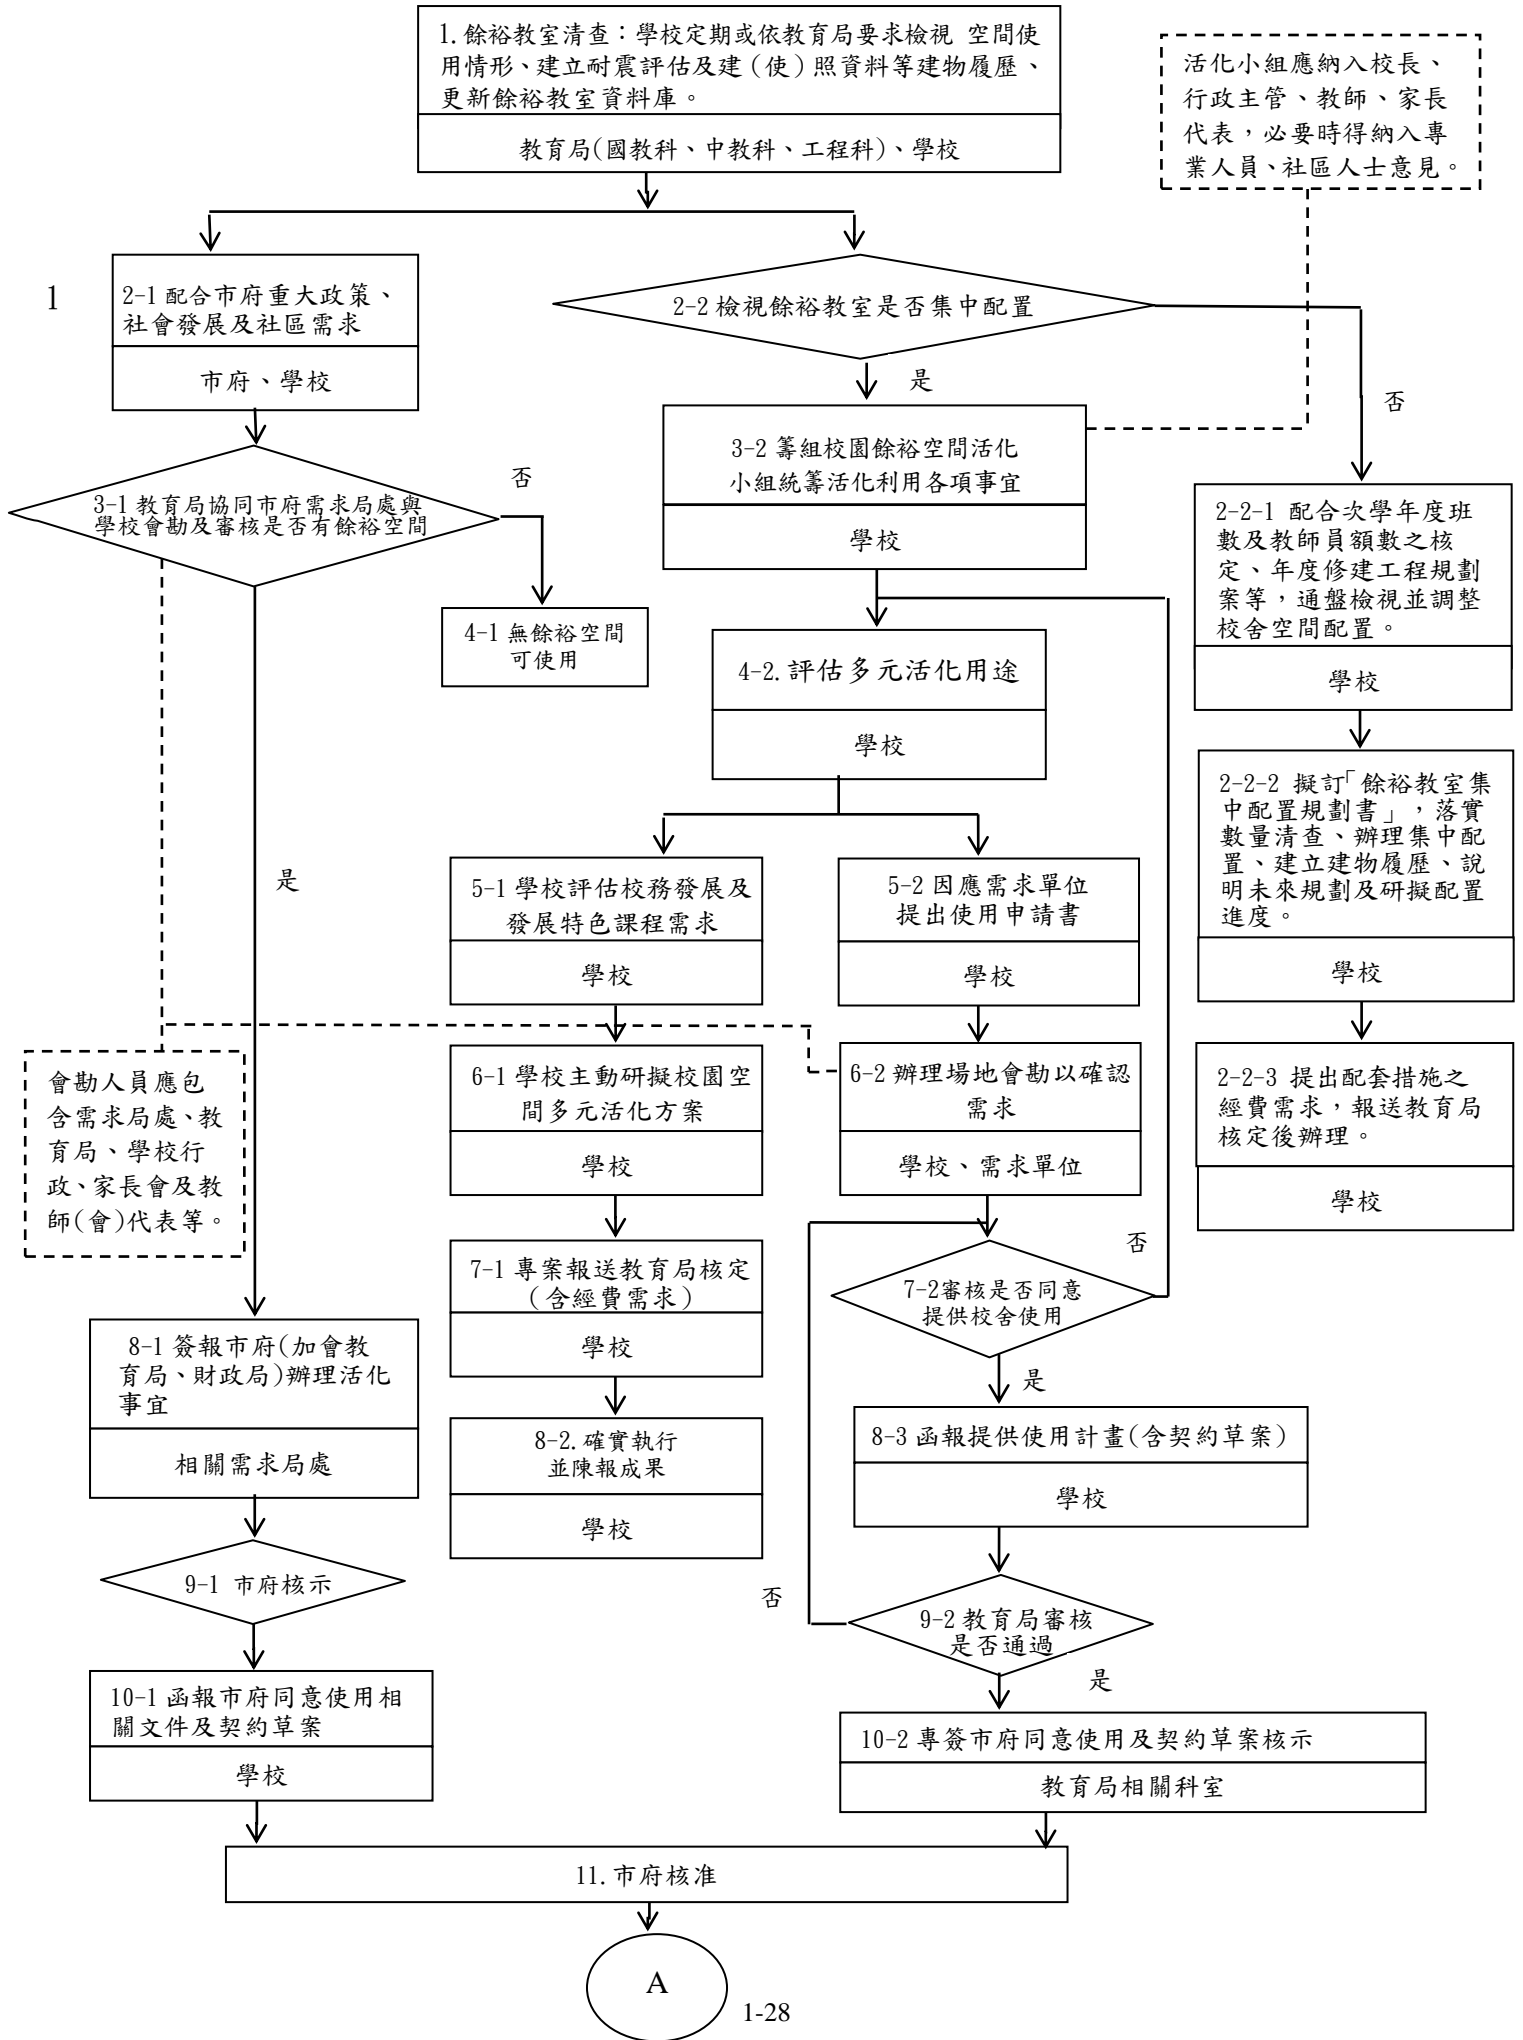 1. 餘裕教室清查：學校定期或依教育局要求檢視 空間使
用情形、建立耐震評估及建（使）照資料等建物履歷、
更新餘裕教室資料庫。
教育局(國教科、中教科、工程科)、學校
活化小組應納入校長、
行政主管、教師、家長
代表，必要時得納入專
業人員、社區人士意見。
1
2-1 配合市府重大政策、
社會發展及社區需求
市府、學校
2-2 檢視餘裕教室是否集中配置
是
否
3-1 教育局協同市府需求局處與
學校會勘及審核是否有餘裕空間
否
是
4-1 無餘裕空間
可使用
3-2 籌組校園餘裕空間活化
小組統籌活化利用各項事宜
學校
2-2-1 配合次學年度班
數及教師員額數之核
定、年度修建工程規劃
案等，通盤檢視並調整
校舍空間配置。
學校
4-2. 評估多元活化用途
學校
2-2-2 擬訂「餘裕教室集
中配置規劃書」，落實
數量清查、辦理集中配
置、建立建物履歷、說
明未來規劃及研擬配置
進度。
學校
5-1 學校評估校務發展及
發展特色課程需求
學校
5-2 因應需求單位
提出使用申請書
學校
會勘人員應包
含需求局處、教
育局、學校行
政、家長會及教
師(會)代表等。
6-1 學校主動研擬校園空
間多元活化方案
學校
6-2 辦理場地會勘以確認
需求
學校、需求單位
2-2-3 提出配套措施之
經費需求，報送教育局
核定後辦理。
學校
7-1 專案報送教育局核定
（含經費需求）
學校
7-2審核是否同意
提供校舍使用
否
是
8-1 簽報市府(加會教
育局、財政局)辦理活化
事宜
相關需求局處
8-2. 確實執行
並陳報成果
學校
8-3 函報提供使用計畫(含契約草案)
學校
9-1 市府核示
9-2 教育局審核
是否通過
否
是
10-1 函報市府同意使用相
關文件及契約草案
學校
10-2 專簽市府同意使用及契約草案核示
教育局相關科室
11. 市府核准
A
1-28